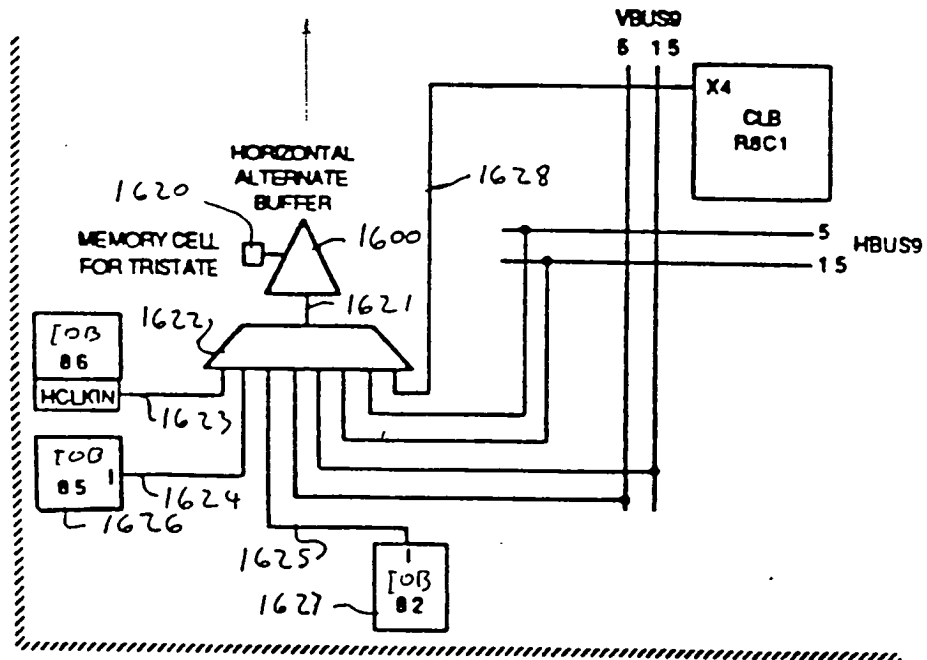 VBUS9
5 15
X4
CLB
R8C1
HORIZONTAL
ALTERNATE
BUFFER
1628
1620
MEMORY CELL
FOR TRISTATE
1600
5
HBUS9
15
1621
1622
IOB
86
HCLKIN
1623
IOB
85
I
1624
1626
1625
I
IOB
82
1627